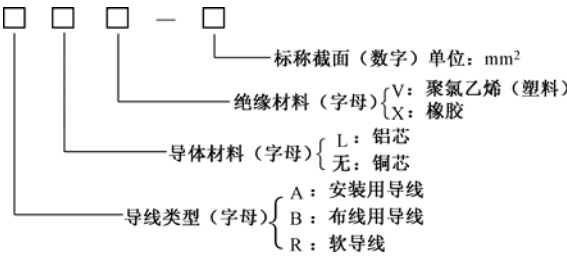 □ □ □ — □
标称截面（数字）单位：mm²
绝缘材料（字母）
V：聚氯乙烯（塑料）
X：橡胶
导体材料（字母）
L：铝芯
无：铜芯
导线类型（字母）
A：安装用导线
B：布线用导线
R：软导线